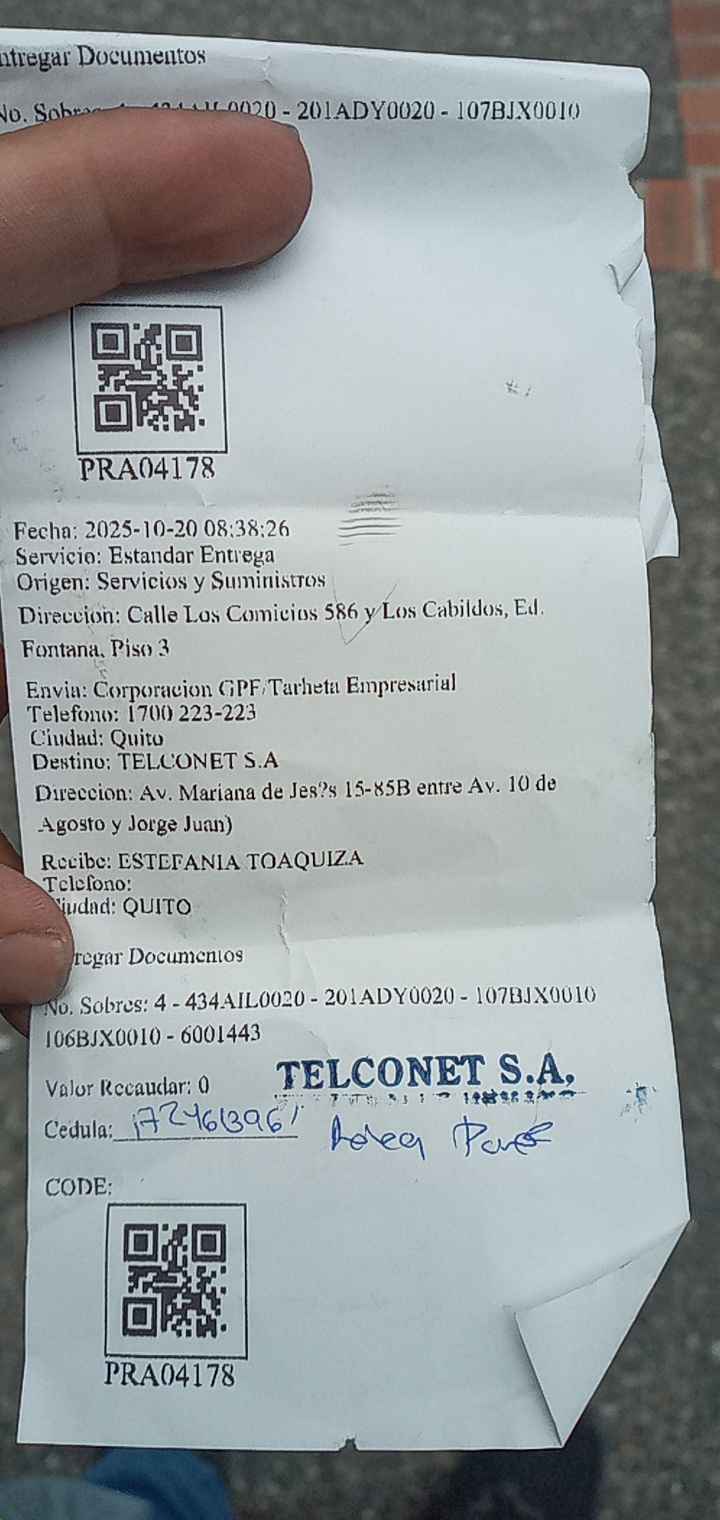 ntregar Documentos
No. Sobres: 434AIL0020 - 201ADY0020 - 107BJX0010
PRA04178
Fecha: 2025-10-20 08:38:26
Servicio: Estandar Entrega
Origen: Servicios y Suministros
Direccion: Calle Los Comicios 586 y Los Cabildos, Ed.
Fontana, Piso 3
Envia: Corporacion GPF/Tarheta Empresarial
Telefono: 1700 223-223
Ciudad: Quito
Destino: TELCONET S.A
Direccion: Av. Mariana de Jes?s 15-85B entre Av. 10 de
Agosto y Jorge Juan)
Recibe: ESTEFANIA TOAQUIZA
Telefono:
iudad: QUITO
regar Documentos
No. Sobres: 4 - 434AIL0020 - 201ADY0020 - 107BJX0010
106BJX0010 - 6001443
Valor Recaudar: 0
TELCONET S.A.
Cedula:
CODE:
PRA04178